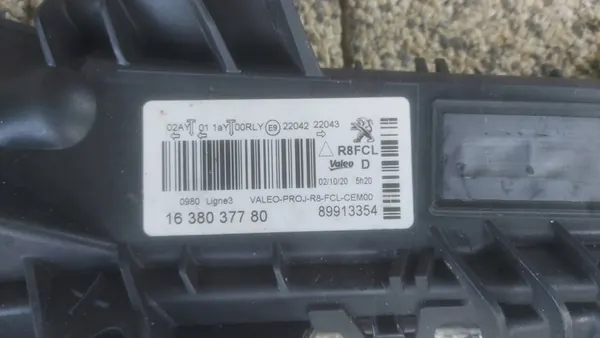 02AY 01 1aY 00RLY E9 22042 22043
R8FCL
Valeo D
02/10/20 5h20
0980 Ligne3 VALEO-PROJ-R8-FCL-CEM00
16 380 377 80 89913354